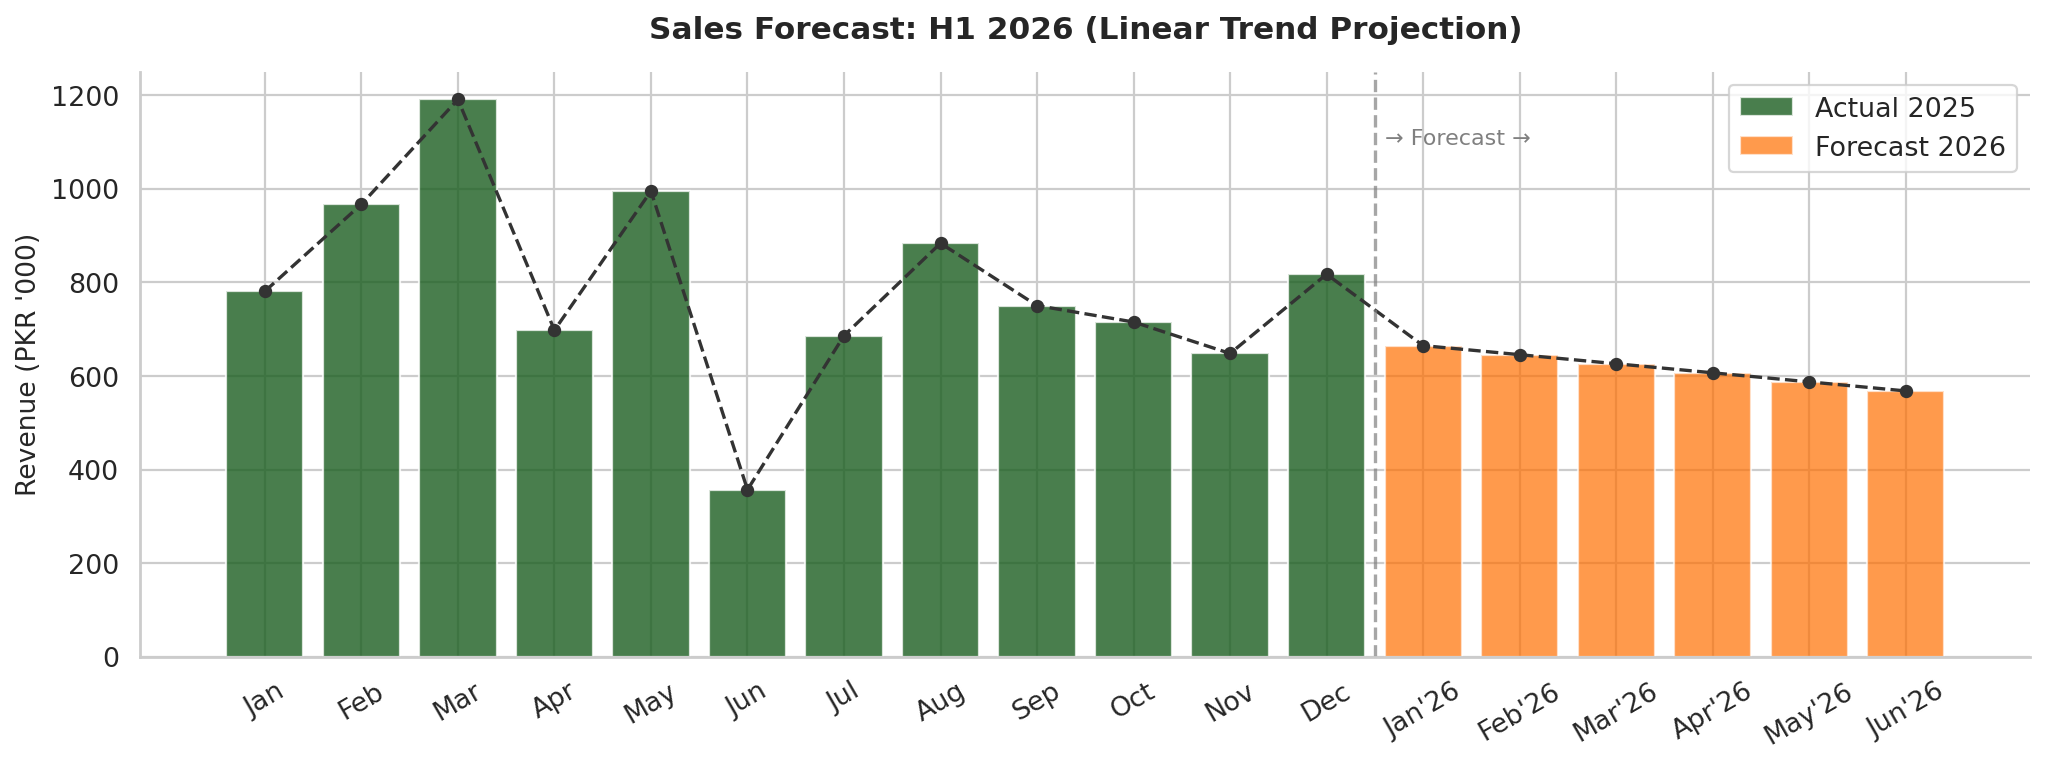 Sales Forecast: H1 2026 (Linear Trend Projection)
Revenue (PKR '000)
1200
1000
800
600
400
200
0
→ Forecast →
Actual 2025
Forecast 2026
Jan Feb Mar Apr May Jun Jul Aug Sep Oct Nov Dec Jan'26 Feb'26 Mar'26 Apr'26 May'26 Jun'26